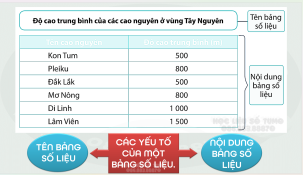 Độ cao trung bình của các cao nguyên ở vùng Tây Nguyên
Tên bảng
số liệu
Kon Tum 500
Pleiku 800
Đắk Lắk 500
Mơ Nông 800
Di Linh 1 000
Lâm Viên 1 500
Nội dung
bảng số
liệu
TÊN BẢNG
SỐ LIỆU
CÁC YẾU TỐ
CỦA MỘT
BẢNG SỐ LIỆU.
NỘI DUNG
BẢNG SỐ
LIỆU